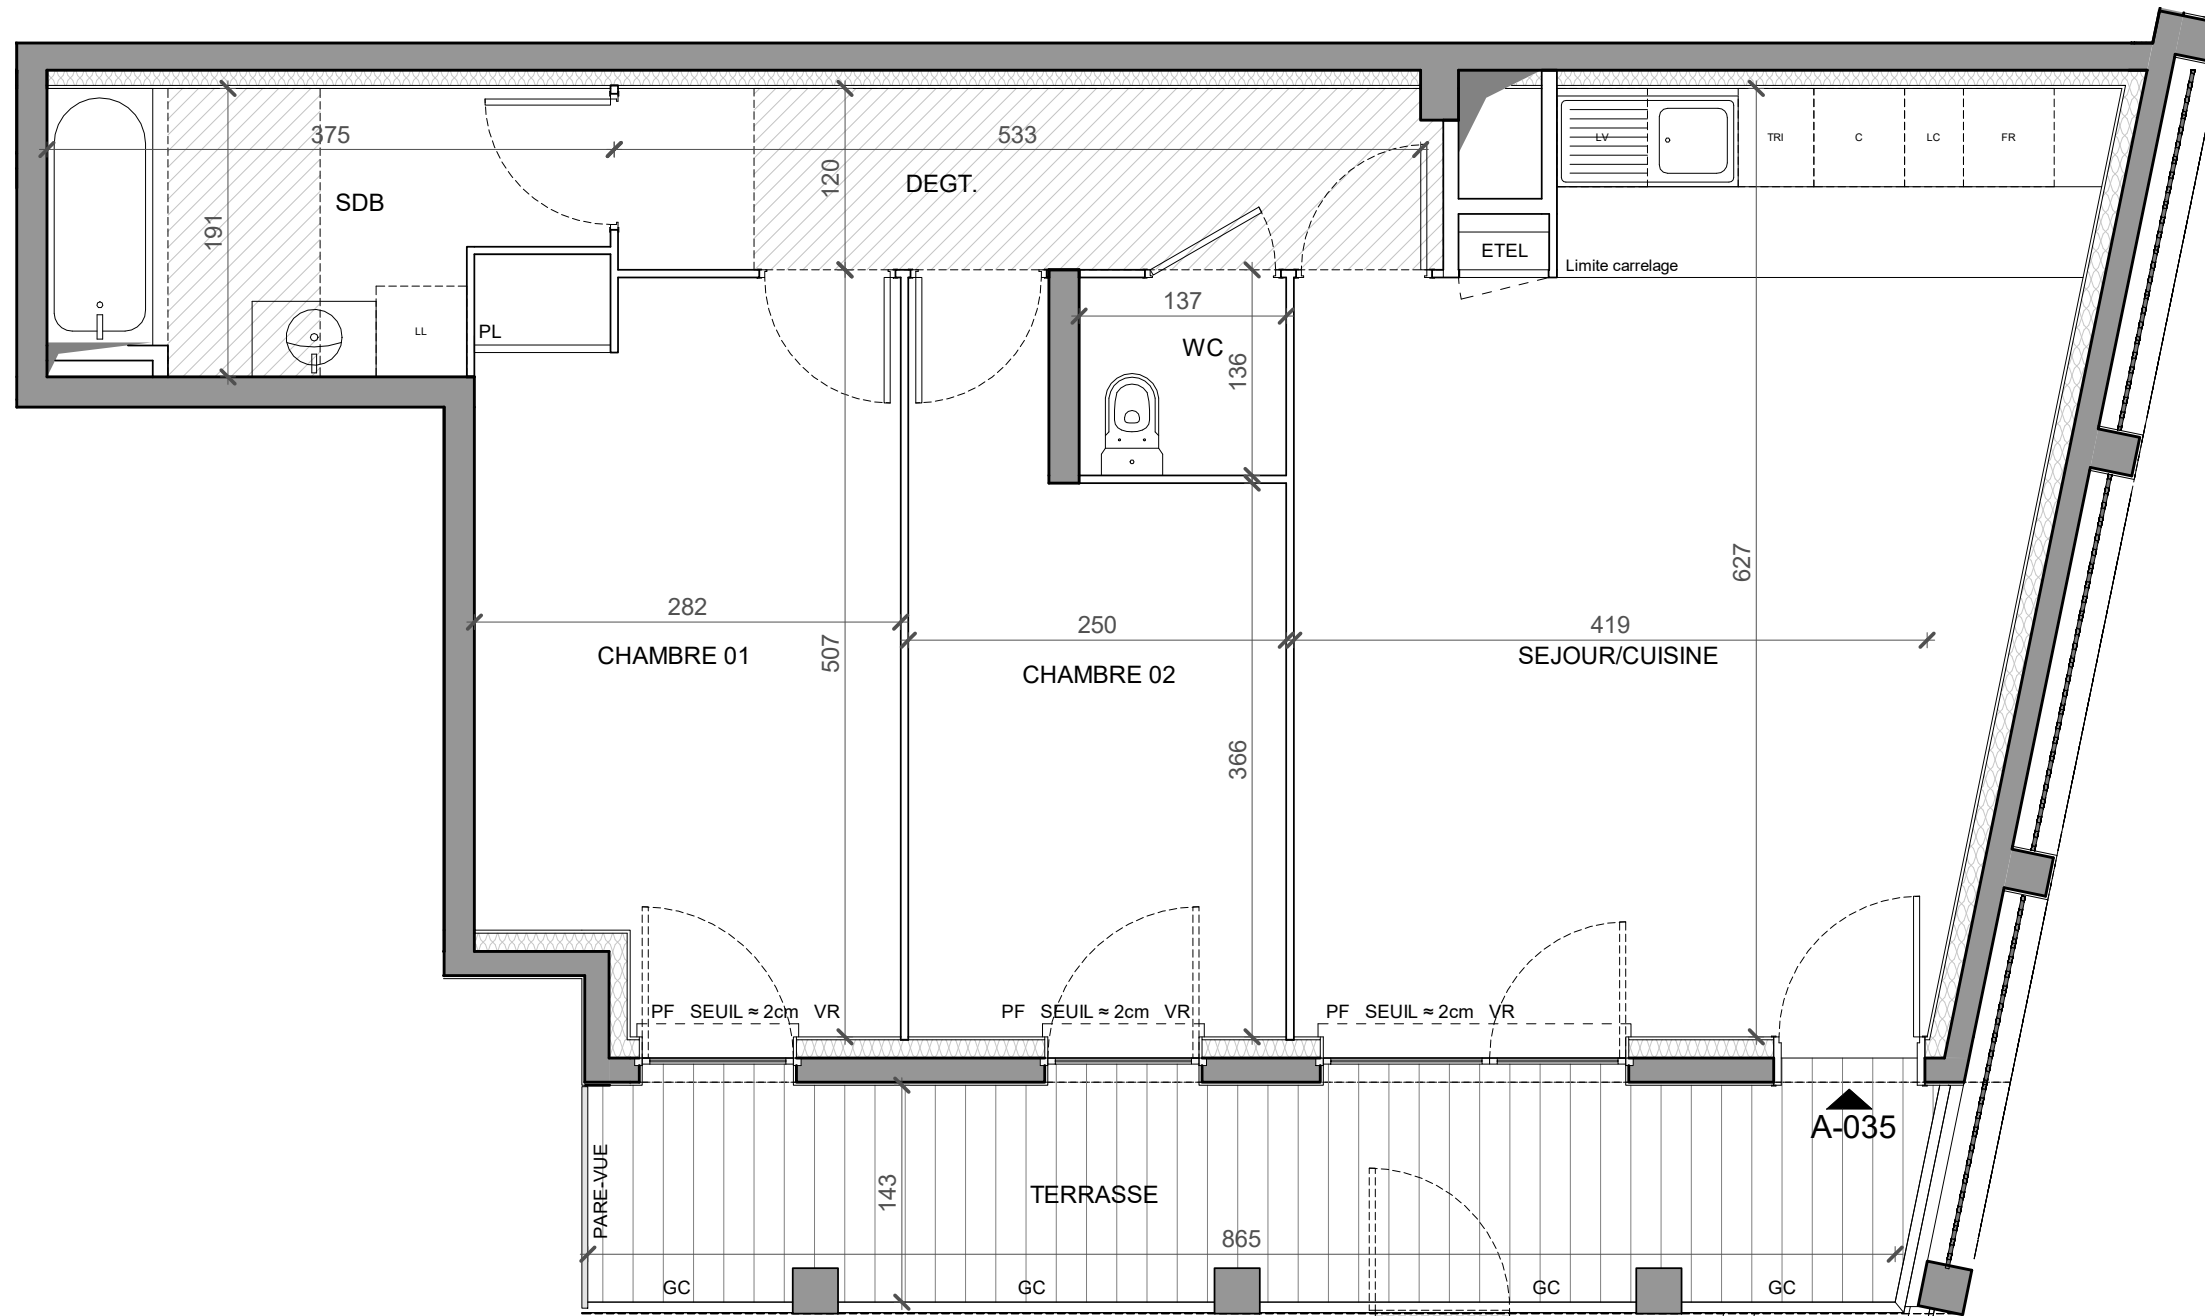 375
533
LV
TRI
C
LC
FR
120
DEGT.
SDB
191
ETEL
Limite carrelage
137
LL
PL
WC
136
627
282
250
419
507
CHAMBRE 01
CHAMBRE 02
SEJOUR/CUISINE
366
PF SEUIL ≈ 2cm VR
PF SEUIL ≈ 2cm VR
PF SEUIL ≈ 2cm VR
A-035
PARE-VUE
143
TERRASSE
865
GC
GC
GC
GC